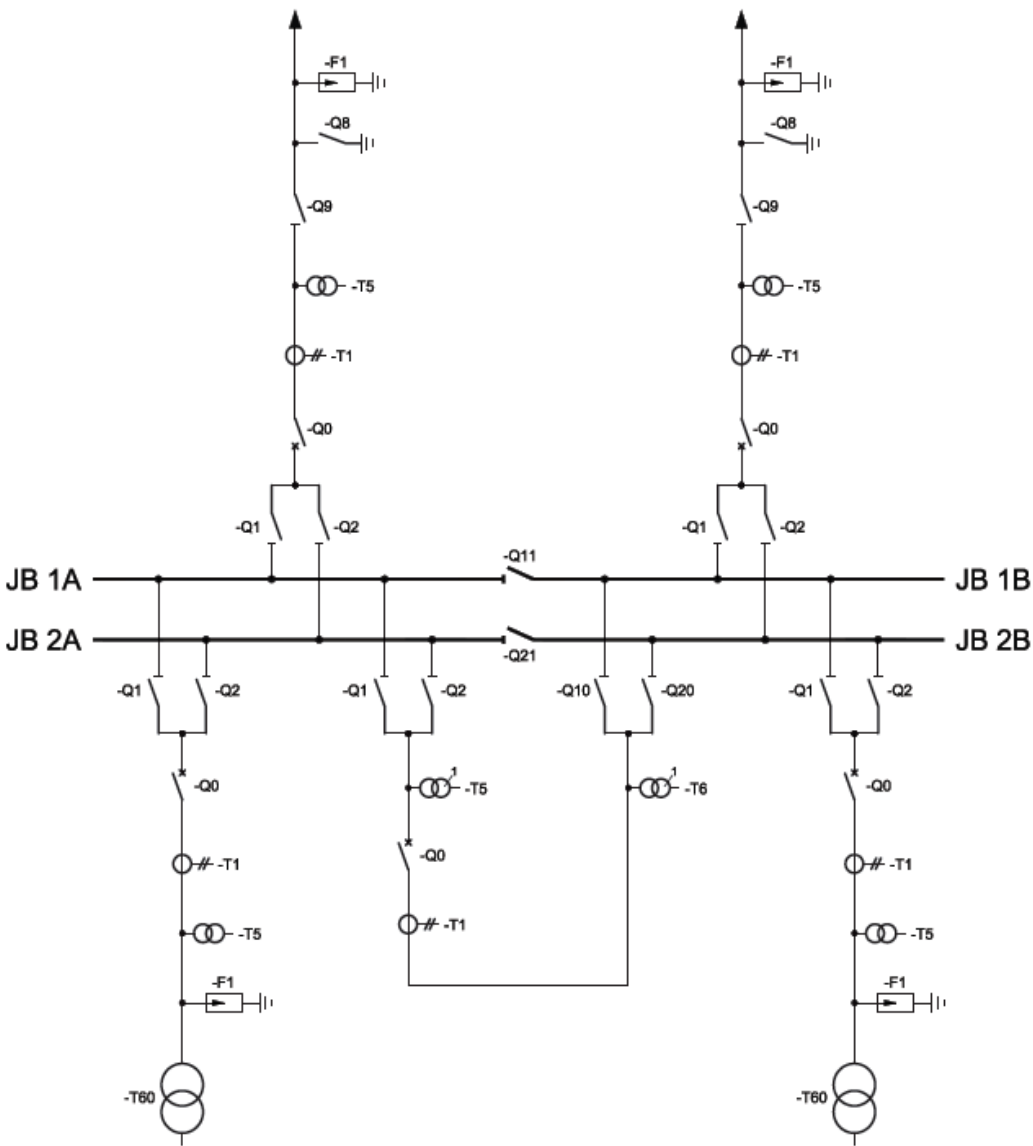 -F1 -F1
-Q8 -Q8
-Q9 -Q9
-T5 -T5
-T1 -T1
-Q0 -Q0
-Q1 -Q2 -Q1 -Q2
-Q11
JB 1A JB 1B
JB 2A JB 2B
-Q21
-Q1 -Q2 -Q1 -Q2 -Q10 -Q20 -Q1 -Q2
1 1
-Q0 -T5 -T6 -Q0
-Q0
-T1 -T1
-T1
-T5 -T5
-F1 -F1
-T60 -T60